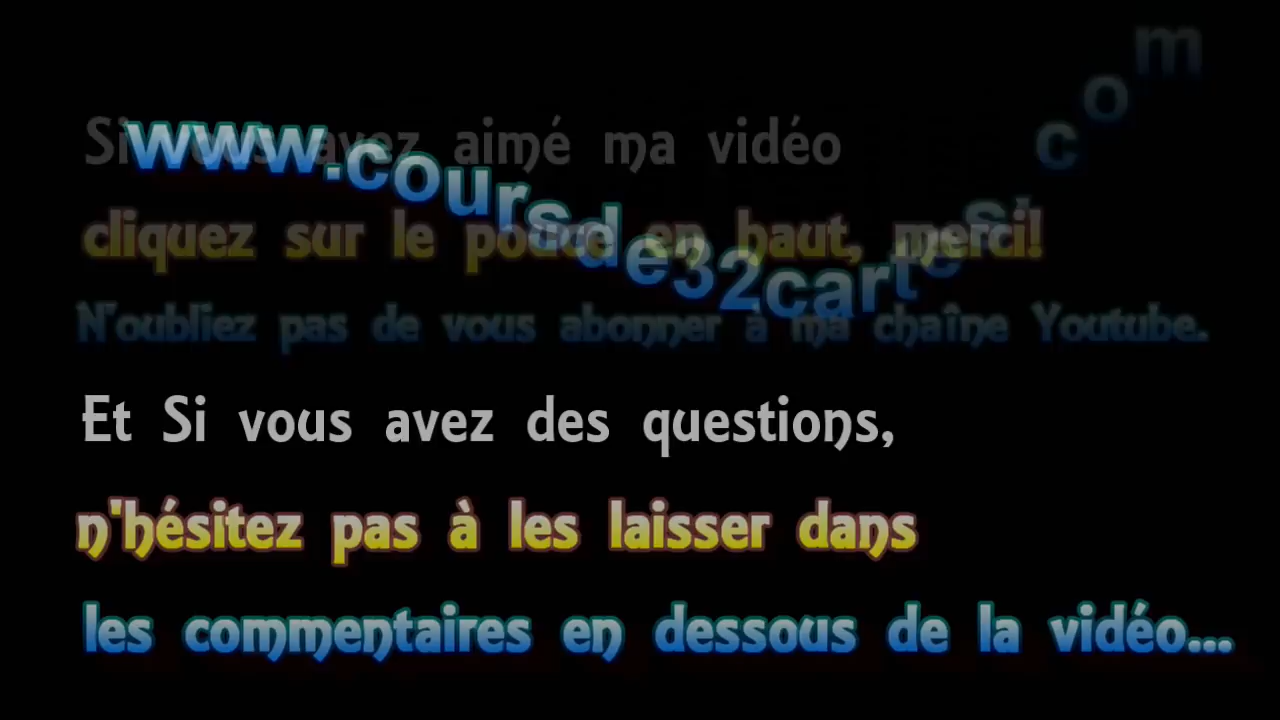 Si vous avez aimé ma vidéo
www.coursde32cartes.com
cliquez sur le pouce en haut, merci!
N'oubliez pas de vous abonner à ma chaîne Youtube.
Et Si vous avez des questions,
n'hésitez pas à les laisser dans
les commentaires en dessous de la vidéo...